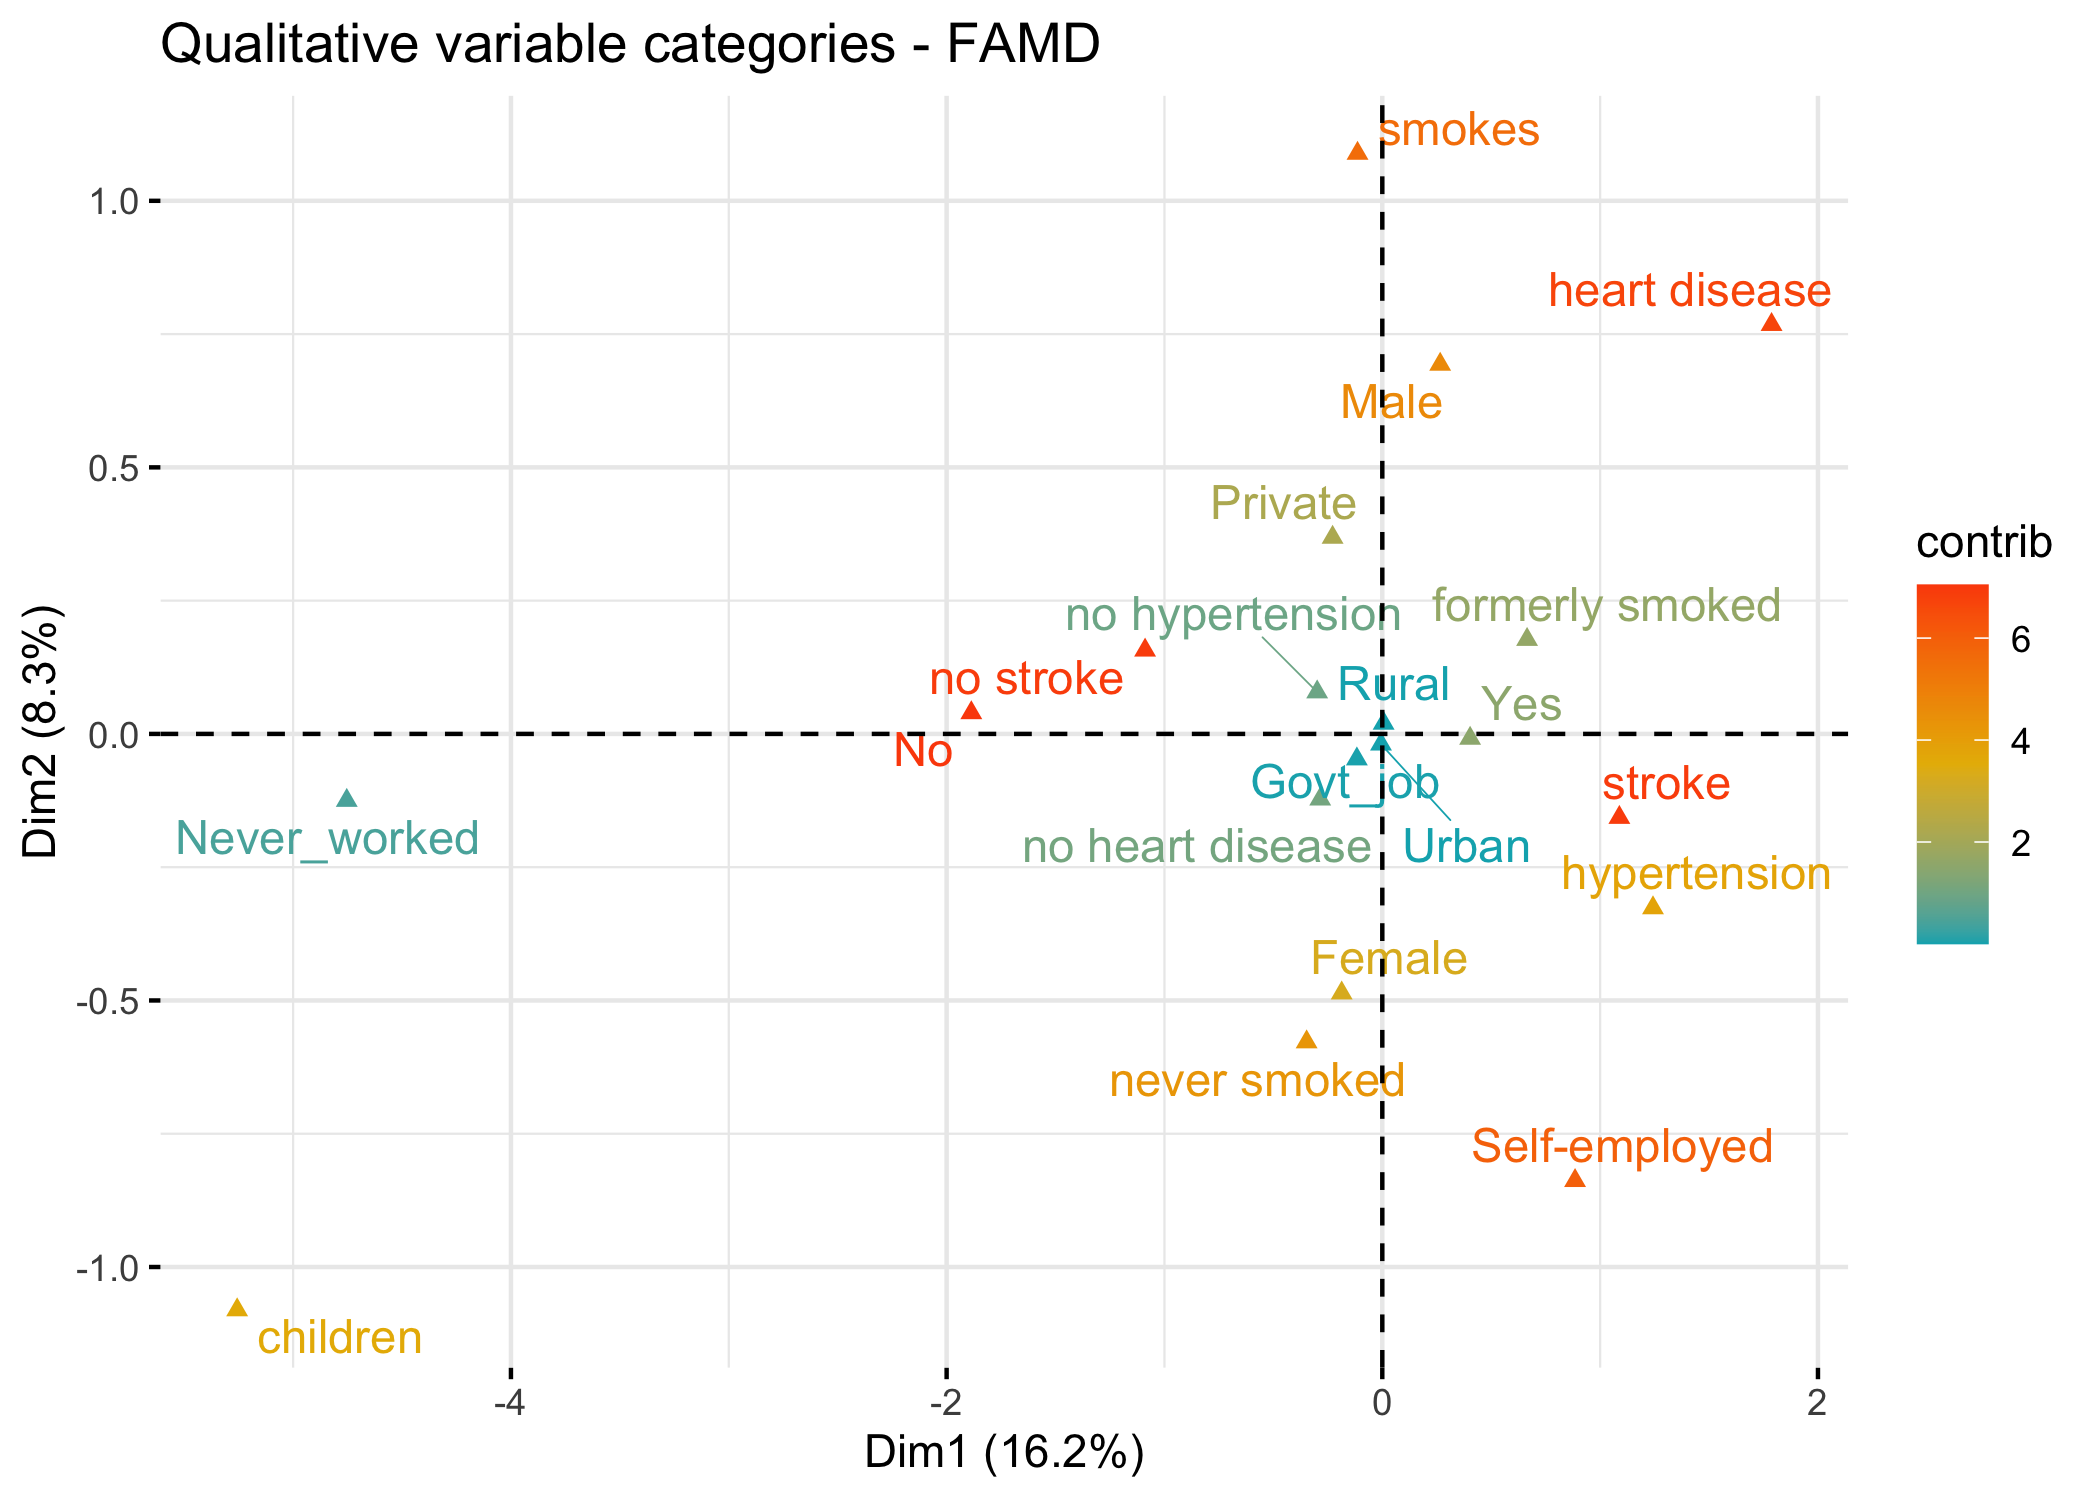 Qualitative variable categories - FAMD
smokes
1.0
heart disease
Male
0.5
Private
contrib
no hypertension
formerly smoked
6
no stroke
Rural
Yes
Dim2 (8.3%)
0.0
No
4
Govt_job
stroke
Never_worked
no heart disease
Urban
2
hypertension
Female
-0.5
never smoked
Self-employed
-1.0
children
-4
-2
0
2
Dim1 (16.2%)